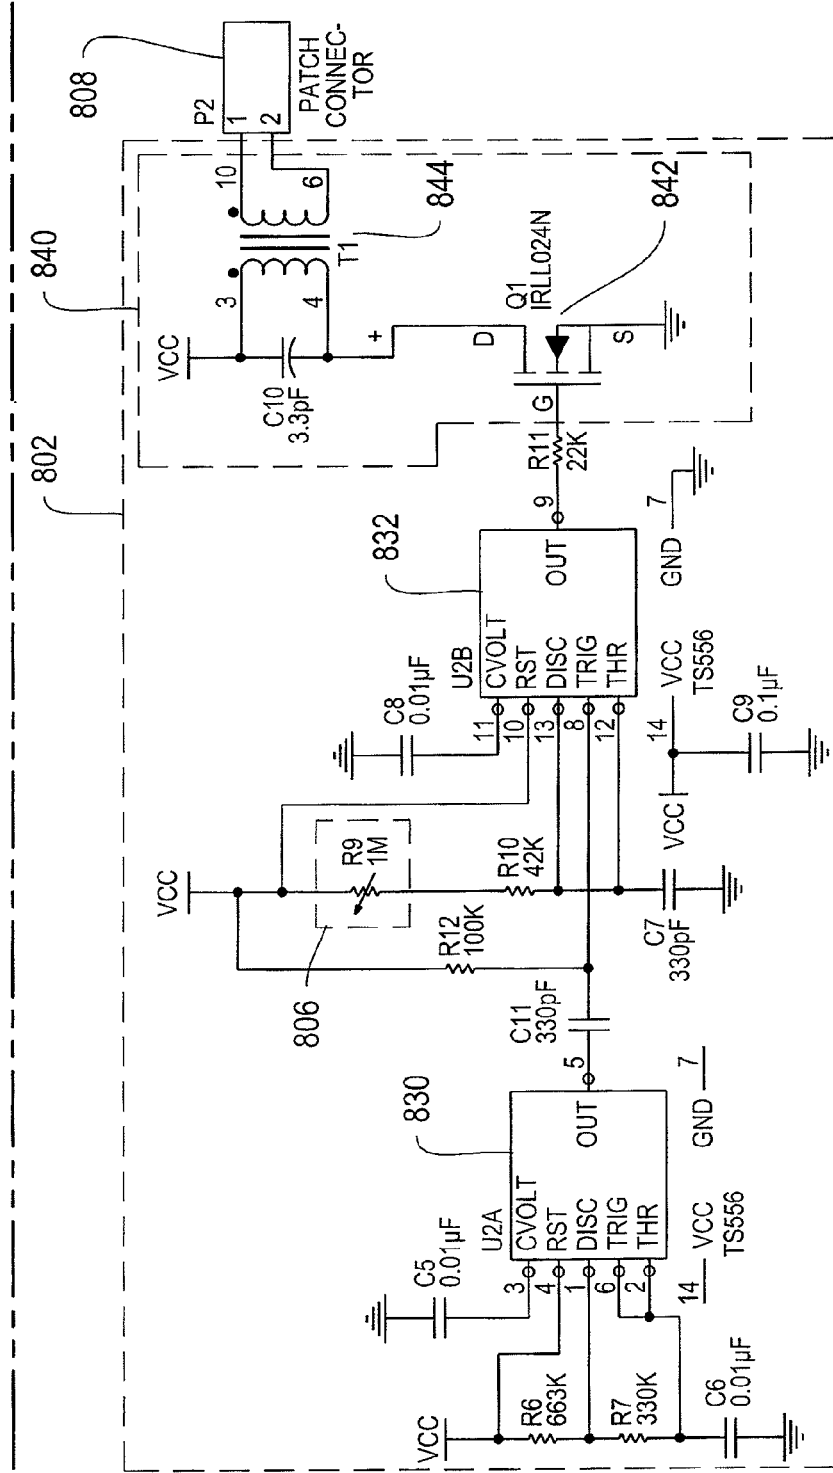 802
840
808
P2
1
2
PATCH
CONNEC-
TOR
10
6
3
4
T1
844
VCC
C10
3.3pF
+
D
G
S
Q1
IRLL024N
842
R11
22K
9
832
U2B
CVOLT
RST
DISC
TRIG
THR
OUT
11
10
13
8
12
C8
0.01µF
GND
7
14
VCC
TS556
VCC
C9
0.1µF
VCC
R9
1M
806
R10
42K
R12
100K
C7
330pF
C11
330pF
5
830
U2A
CVOLT
RST
DISC
TRIG
THR
OUT
3
4
1
6
2
C5
0.01µF
GND
7
14
VCC
TS556
VCC
R6
663K
R7
330K
C6
0.01µF